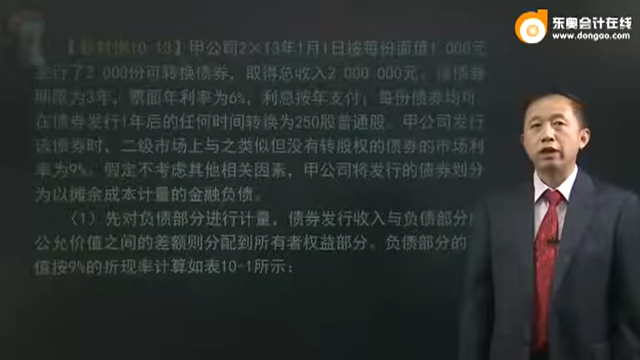 东奥会计在线
www.dongao.com
【教材例10-13】甲公司2×13年1月1日按每份面值1 000元
发行了2 000份可转换债券,取得总收入2 000 000元。该债券
期限为3年,票面年利率为6%,利息按年支付;每份债券均可
在债券发行1年后的任何时间转换为250股普通股。甲公司发行
该债券时,二级市场上与之类似但没有转股权的债券的市场利
率为9%。假定不考虑其他相关因素,甲公司将发行的债券划分
为以摊余成本计量的金融负债。
(1)先对负债部分进行计量,债券发行收入与负债部分
公允价值之间的差额则分配到所有者权益部分。负债部分的
值按9%的折现率计算如表10-1所示: